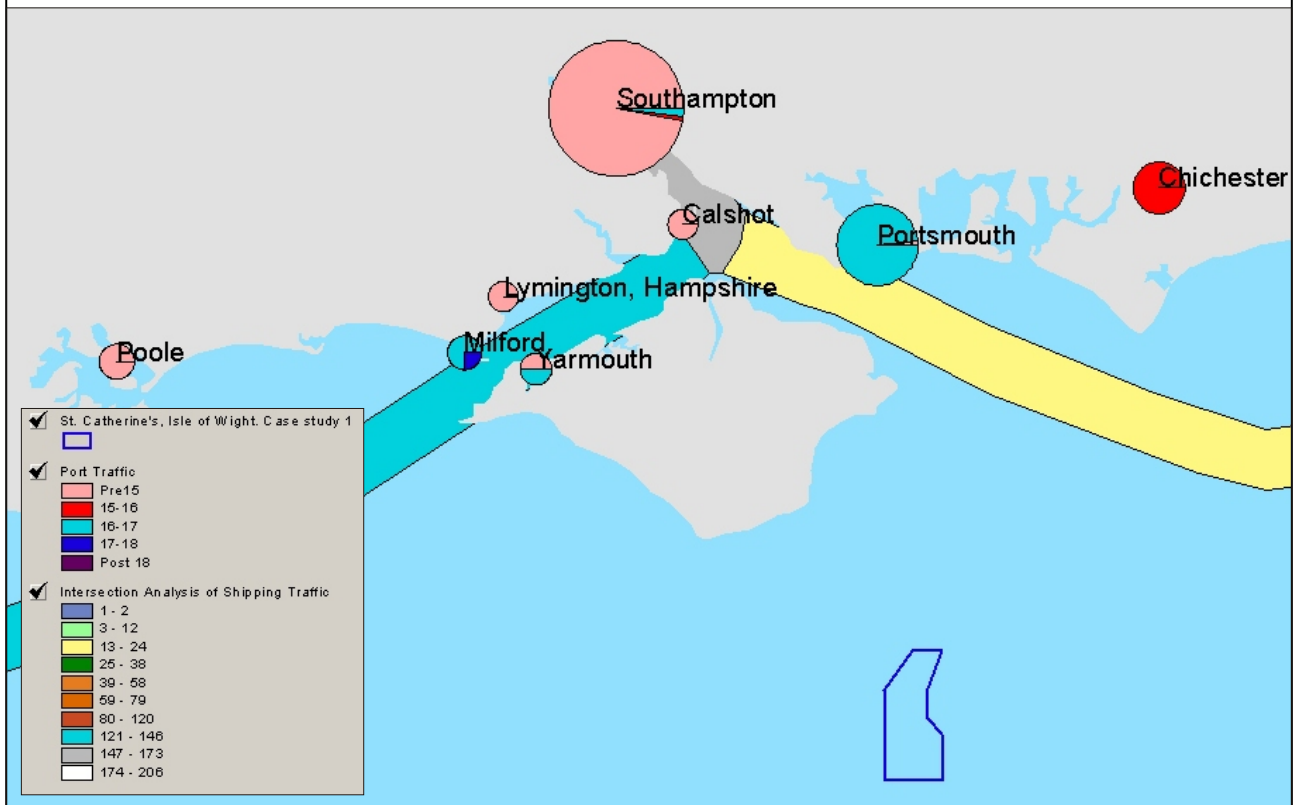 Southampton
Chichester
Calshot
Portsmouth
Lymington, Hampshire
Milford
Yarmouth
Poole
St. Catherine's, Isle of Wight. Case study 1
Port Traffic
Pre15
15-16
16-17
17-18
Post 18
Intersection Analysis of Shipping Traffic
1 - 2
3 - 12
13 - 24
25 - 38
39 - 58
59 - 79
80 - 120
121 - 146
147 - 173
174 - 206